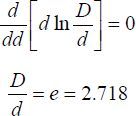 d/dd [d ln D/d] = 0
D/d = e = 2.718